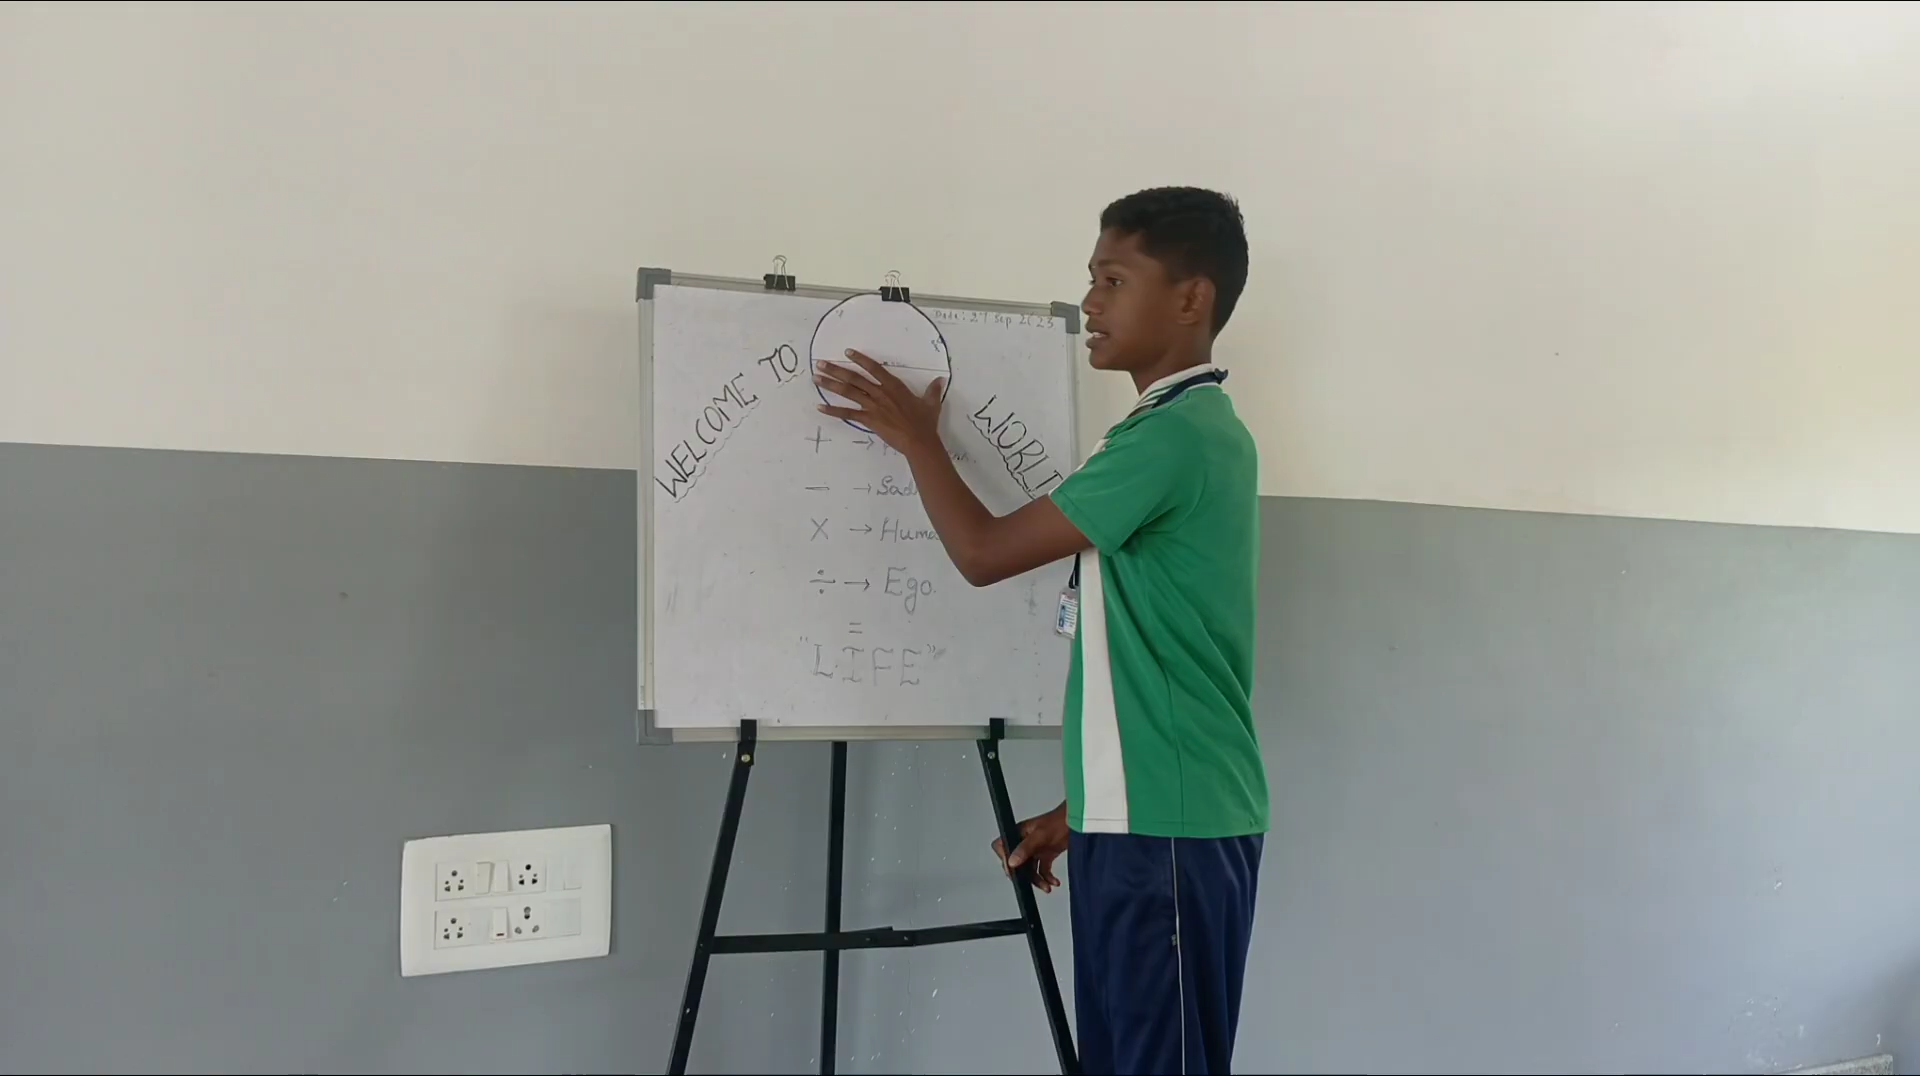 Date: 27 Sep 2023
WELCOME TO
WORLD
+ →
− → Sad
× → Huma
÷ → Ego.
=
"LIFE"